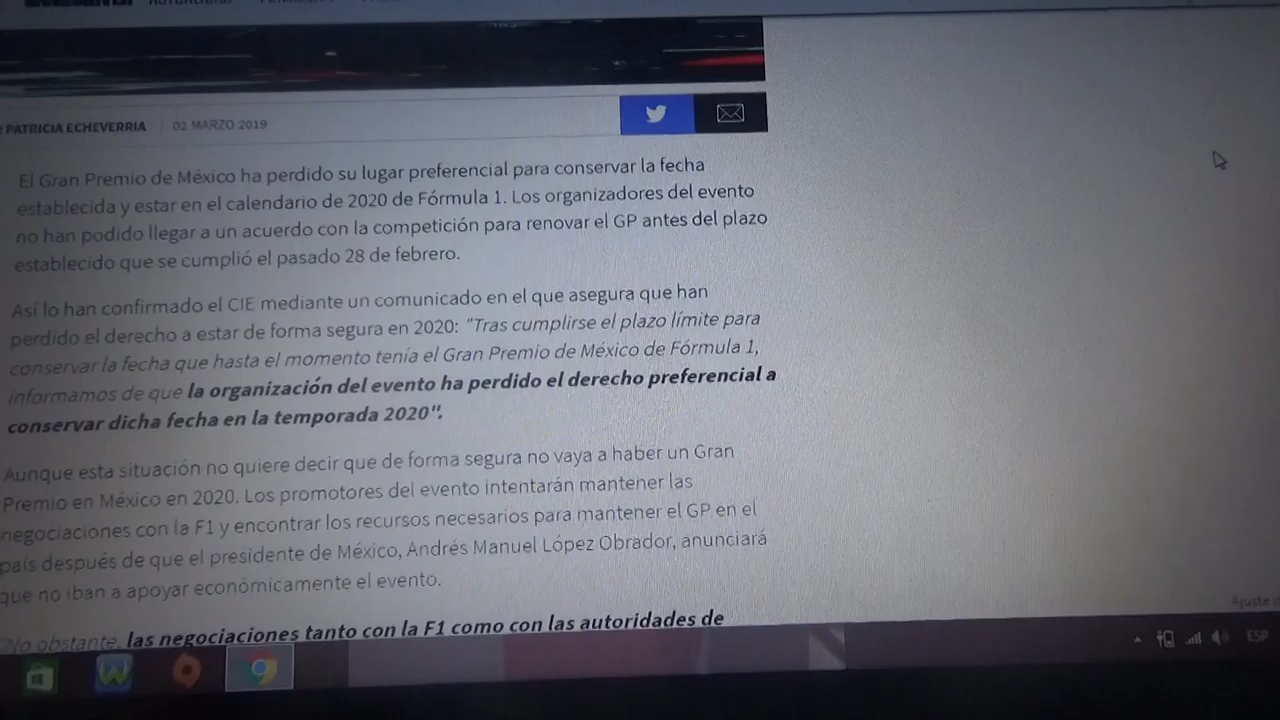 PATRICIA ECHEVERRIA
02 MARZO 2019
El Gran Premio de México ha perdido su lugar preferencial para conservar la fecha
establecida y estar en el calendario de 2020 de Fórmula 1. Los organizadores del evento
no han podido llegar a un acuerdo con la competición para renovar el GP antes del plazo
establecido que se cumplió el pasado 28 de febrero.
Así lo han confirmado el CIE mediante un comunicado en el que asegura que han
perdido el derecho a estar de forma segura en 2020: "Tras cumplirse el plazo límite para
conservar la fecha que hasta el momento tenía el Gran Premio de México de Fórmula 1,
informamos de que la organización del evento ha perdido el derecho preferencial a
conservar dicha fecha en la temporada 2020".
Aunque esta situación no quiere decir que de forma segura no vaya a haber un Gran
Premio en México en 2020. Los promotores del evento intentarán mantener las
negociaciones con la F1 y encontrar los recursos necesarios para mantener el GP en el
país después de que el presidente de México, Andrés Manuel López Obrador, anunciará
que no iban a apoyar económicamente el evento.
"No obstante, las negociaciones tanto con la F1 como con las autoridades de
Ajuste
ESP